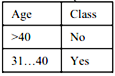 Age Class
>40 No
31…40 Yes